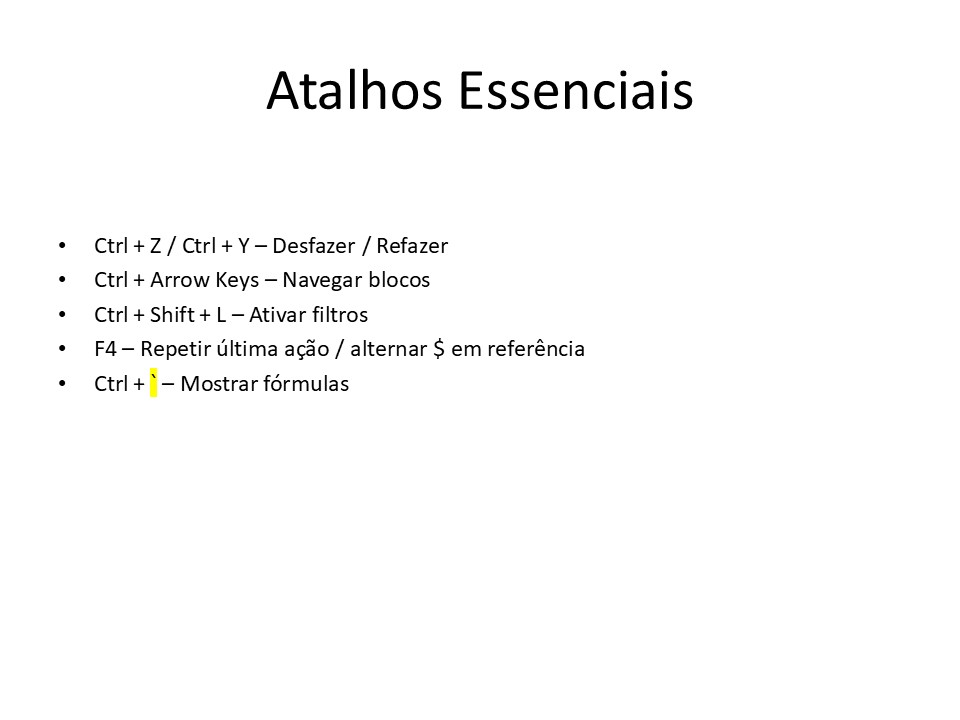 Atalhos Essenciais
• Ctrl + Z / Ctrl + Y – Desfazer / Refazer
• Ctrl + Arrow Keys – Navegar blocos
• Ctrl + Shift + L – Ativar filtros
• F4 – Repetir última ação / alternar $ em referência
• Ctrl + ` – Mostrar fórmulas